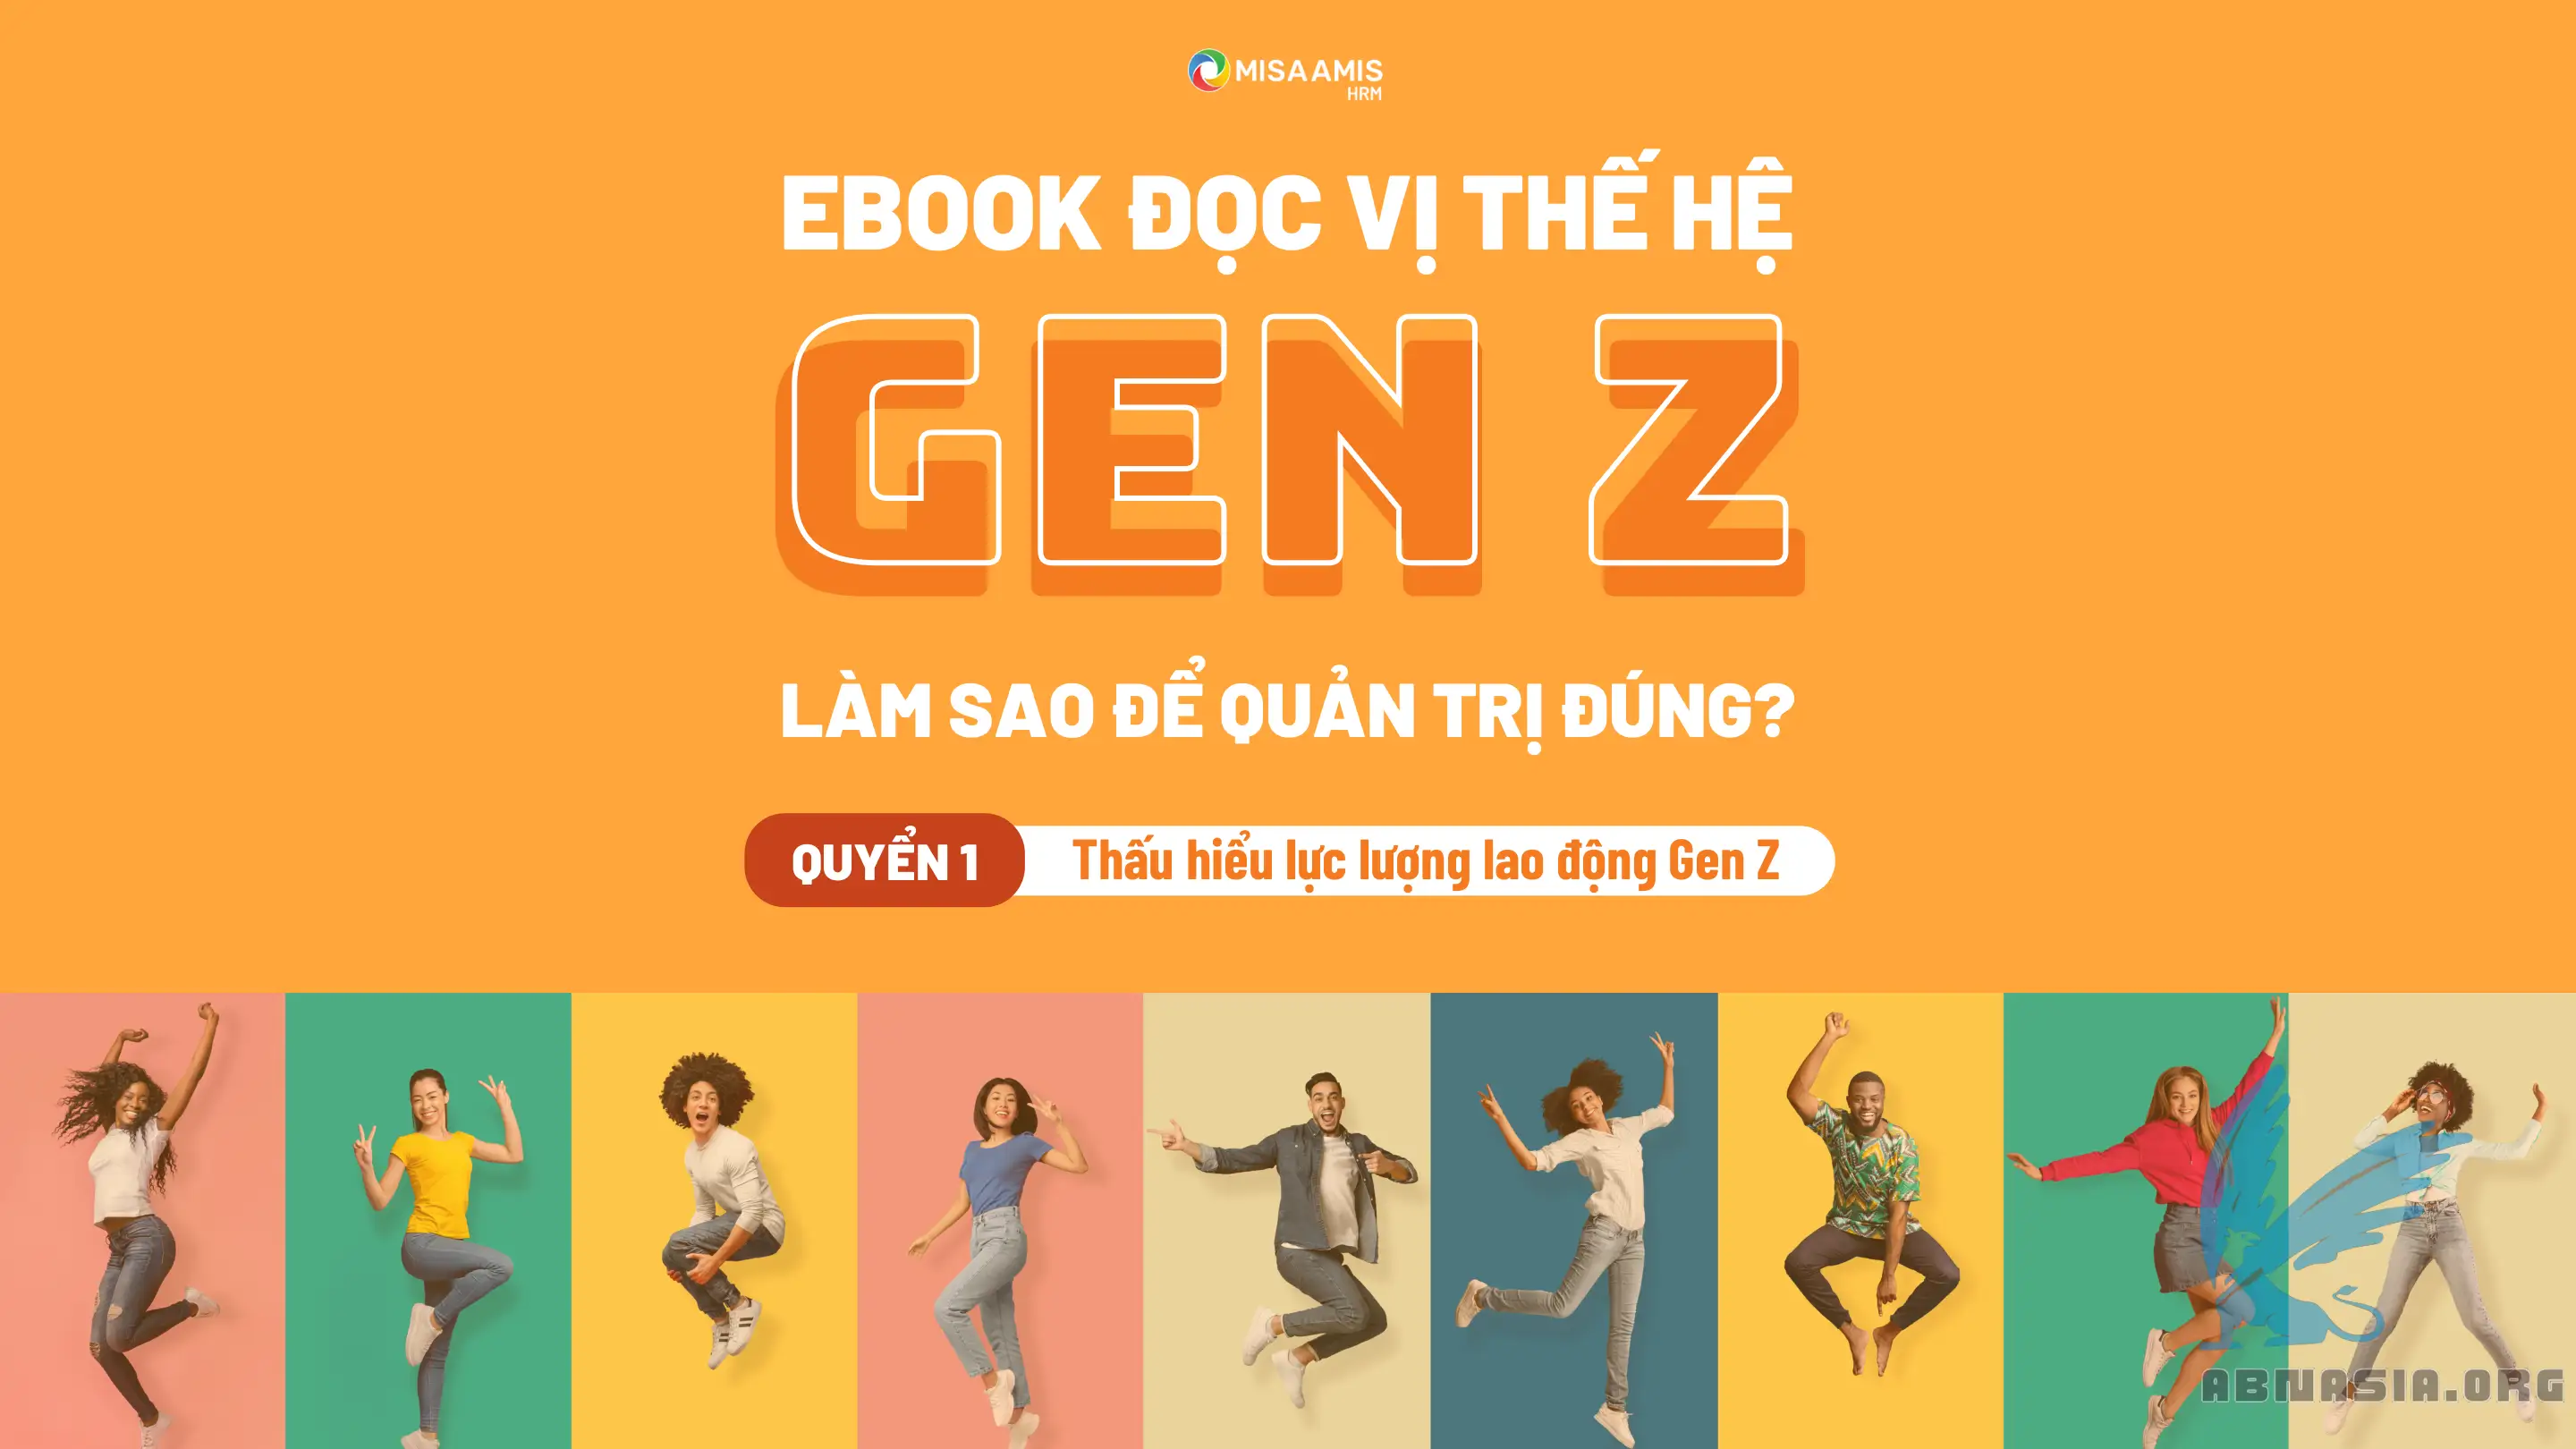 MISA AMIS
HRM
EBOOK ĐỌC VỊ THẾ HỆ
GEN Z
LÀM SAO ĐỂ QUẢN TRỊ ĐÚNG?
QUYỂN 1
Thấu hiểu lực lượng lao động Gen Z
ABNASIA.ORG